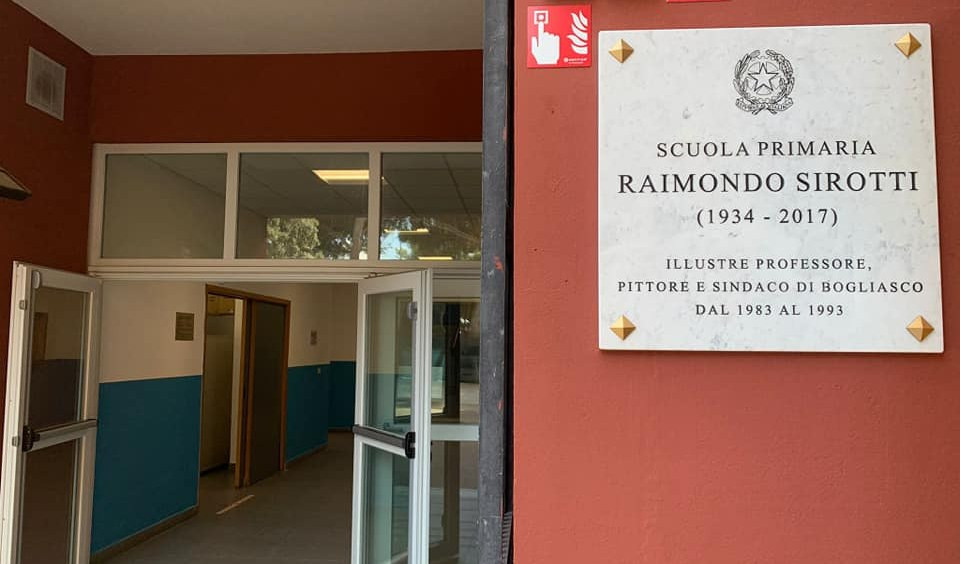 SCUOLA PRIMARIA
RAIMONDO SIROTTI
(1934 - 2017)
ILLUSTRE PROFESSORE,
PITTORE E SINDACO DI BOGLIASCO
DAL 1983 AL 1993